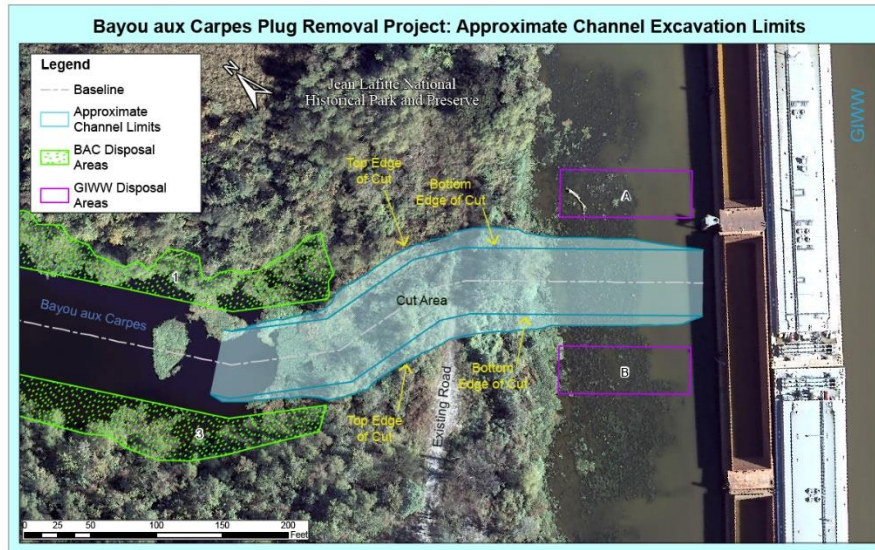 Bayou aux Carpes Plug Removal Project: Approximate Channel Excavation Limits
Legend
Baseline
Approximate
Channel Limits
BAC Disposal
Areas
GIWW Disposal
Areas
N
Jean Lafitte National
Historical Park and Preserve
GIWW
Top Edge
of Cut
Bottom
Edge of Cut
A
1
Bayou aux Carpes
Cut Area
Bottom
Edge of Cut
B
Top Edge
of Cut
Existing Road
3
0 25 50 100 150 200
Feet